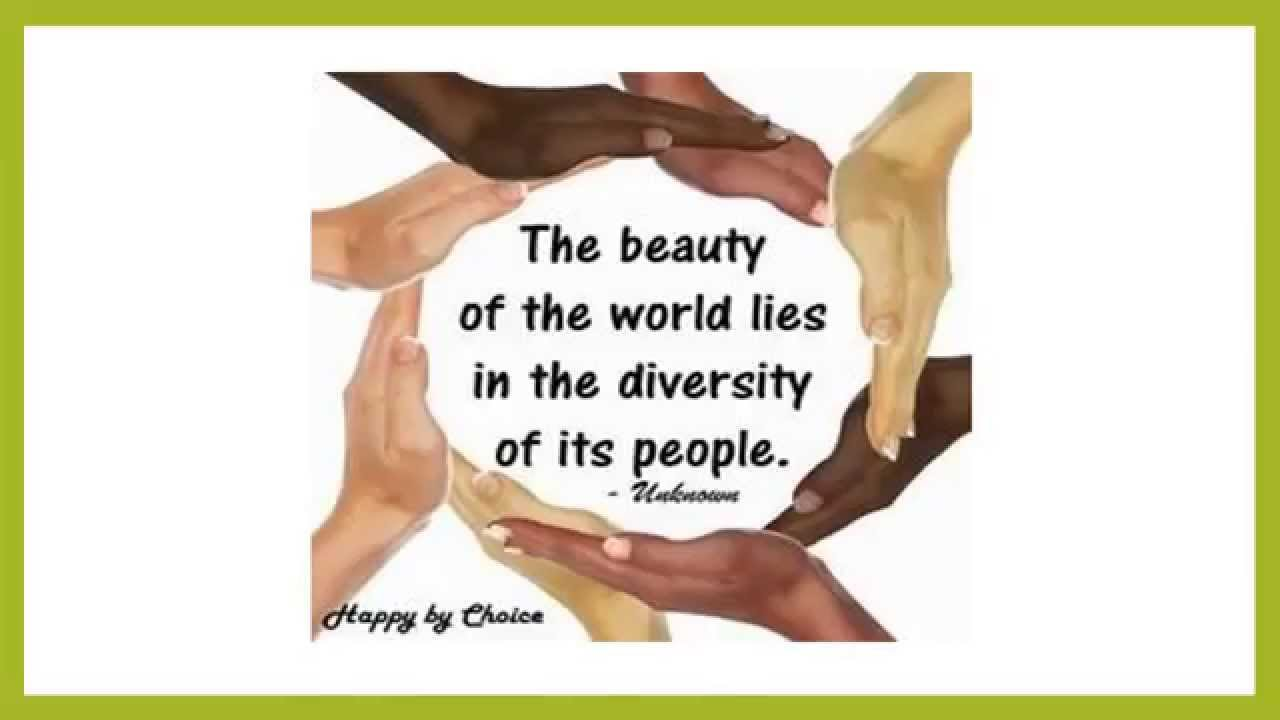 The beauty
of the world lies
in the diversity
of its people.
- Unknown
Happy by Choice